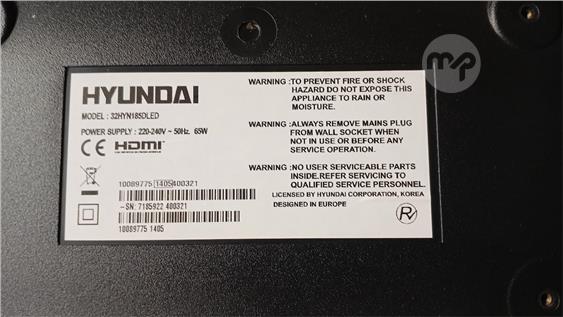 mp
HYUNDAI
MODEL : 32HYN185DLED
POWER SUPPLY : 220-240V ~ 50Hz. 65W
CE HDMI
10089775 1405 400321
-SN: 7185922 400321
10089775 1405
WARNING :TO PREVENT FIRE OR SHOCK
HAZARD DO NOT EXPOSE THIS
APPLIANCE TO RAIN OR
MOISTURE.
WARNING :ALWAYS REMOVE MAINS PLUG
FROM WALL SOCKET WHEN
NOT IN USE OR BEFORE ANY
SERVICE OPERATION.
WARNING :NO USER SERVICEABLE PARTS
INSIDE.REFER SERVICING TO
QUALIFIED SERVICE PERSONNEL.
LICENSED BY HYUNDAI CORPORATION, KOREA
DESIGNED IN EUROPE